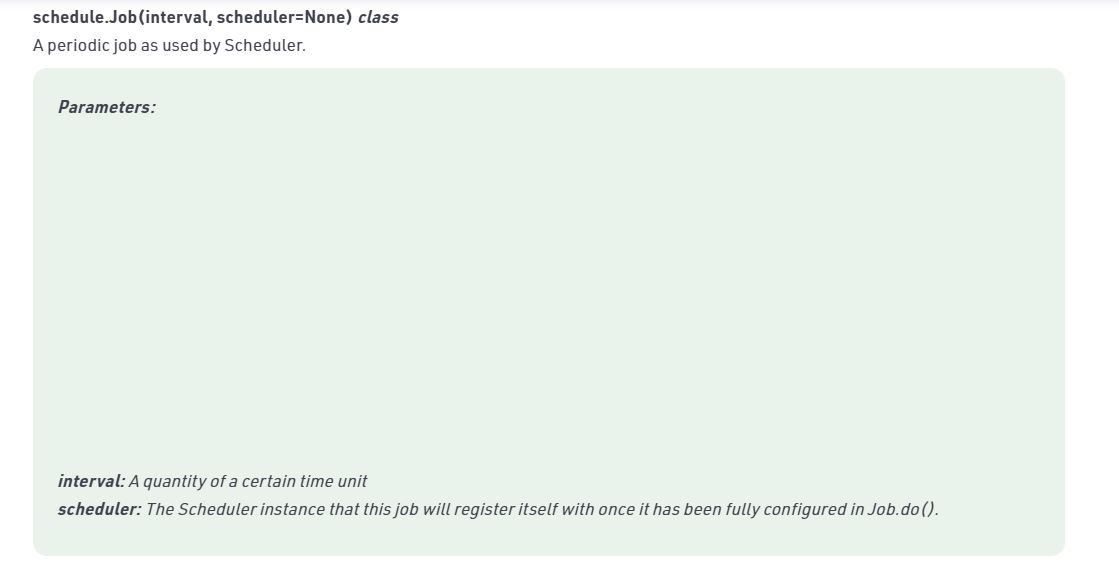 schedule.Job(interval, scheduler=None) class
A periodic job as used by Scheduler.
Parameters:
interval: A quantity of a certain time unit
scheduler: The Scheduler instance that this job will register itself with once it has been fully configured in Job.do().